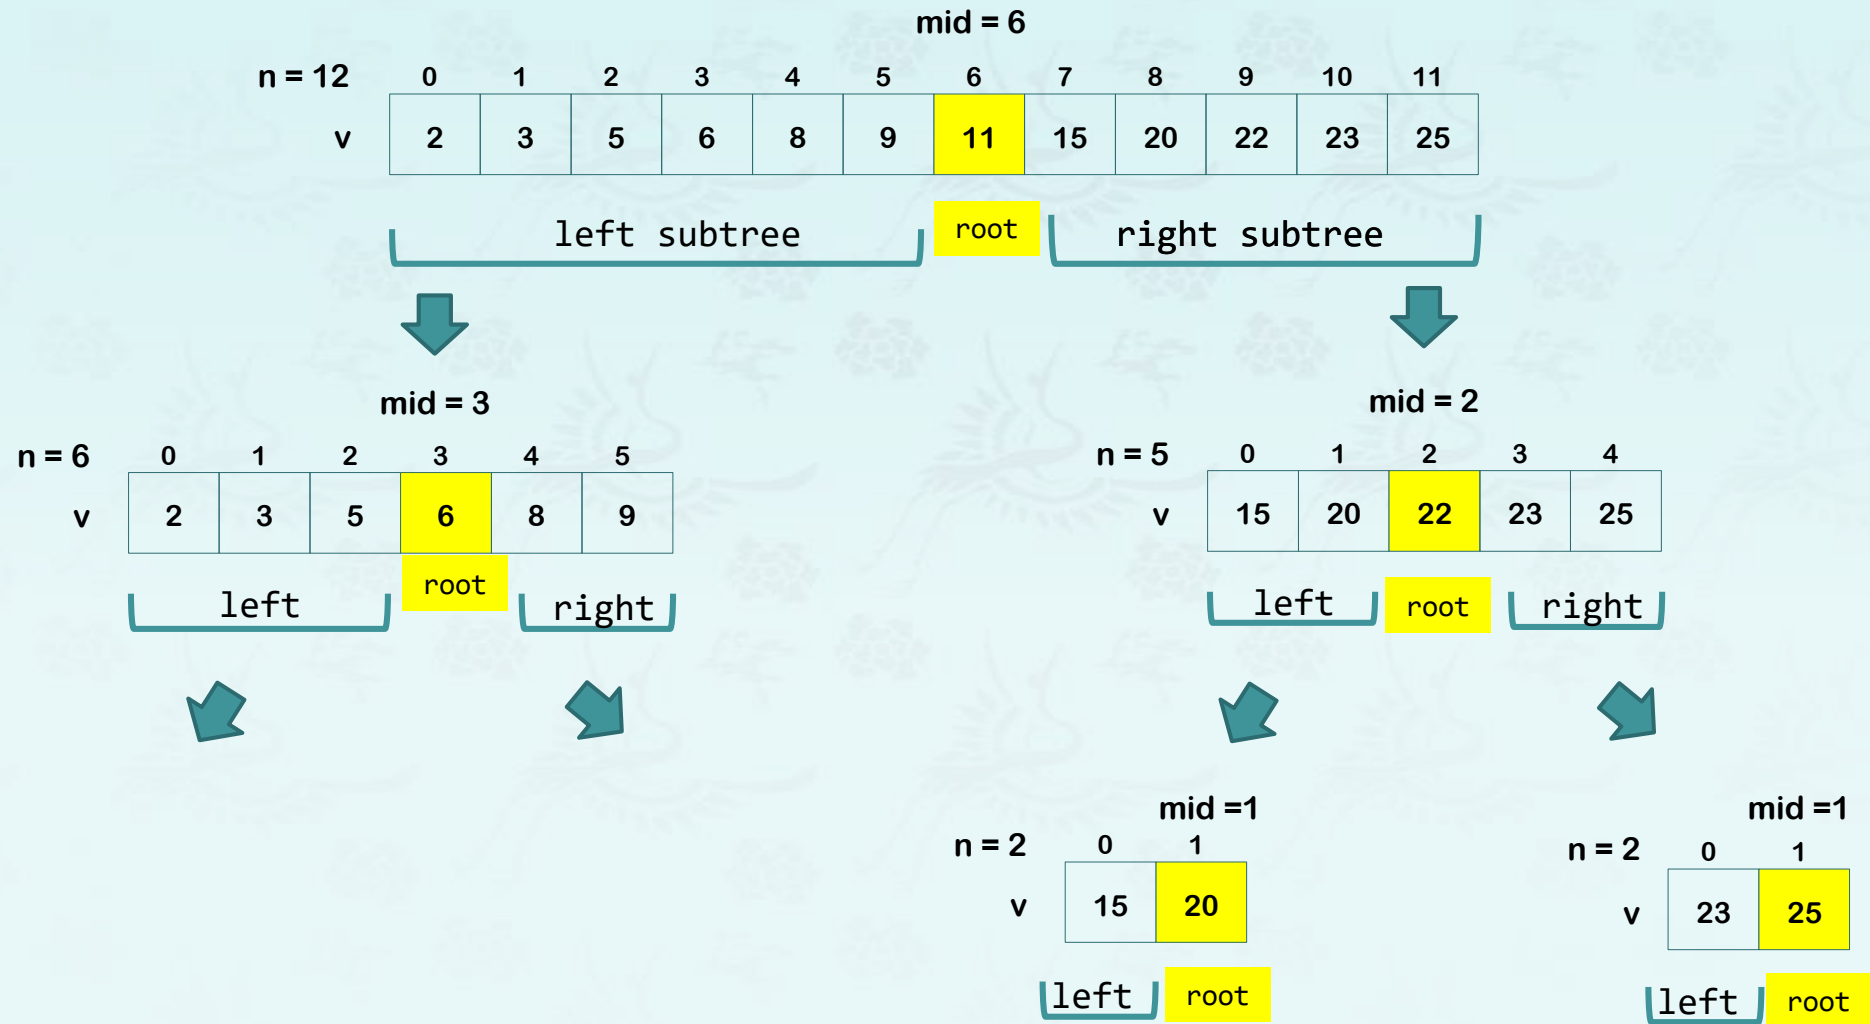 mid = 6
n = 12 0 1 2 3 4 5 6 7 8 9 10 11
v 2 3 5 6 8 9 11 15 20 22 23 25
left subtree root right subtree
mid = 3
n = 6 0 1 2 3 4 5
v 2 3 5 6 8 9
left root right
mid = 2
n = 5 0 1 2 3 4
v 15 20 22 23 25
left root right
mid =1
n = 2 0 1
v 15 20
left root
mid =1
n = 2 0 1
v 23 25
left root